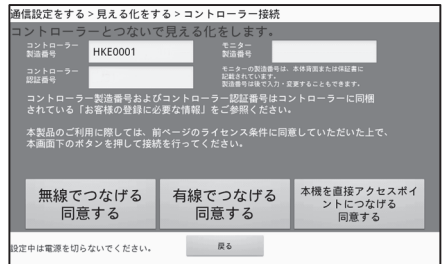 通信設定をする > 見える化をする > コントローラー接続
コントローラーとつないで見える化をします。
コントローラー
製造番号
HKE0001
モニター
製造番号
コントローラー
認証番号
モニターの製造番号は、本体背面または保証書に
記載されています。
製造番号は後で入力・変更することもできます。
コントローラー製造番号およびコントローラー認証番号はコントローラーに同梱
されている「お客様の登録に必要な情報」をご参照ください。
本製品のご利用に際しては、前ページのライセンス条件に同意していただいた上で、
本画面下のボタンを押して接続を行ってください。
無線でつなげる
同意する
有線でつなげる
同意する
本機を直接アクセスポイ
ントにつなげる
同意する
設定中は電源を切らないでください。
戻る